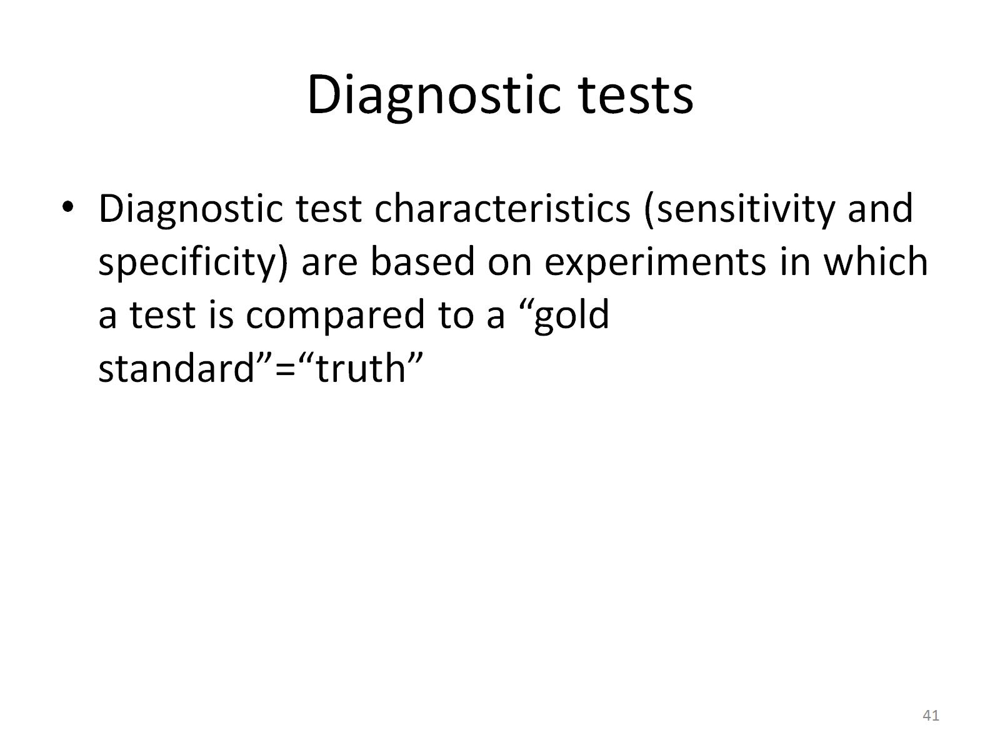 Diagnostic tests
• Diagnostic test characteristics (sensitivity and
specificity) are based on experiments in which
a test is compared to a “gold
standard”=“truth”
41